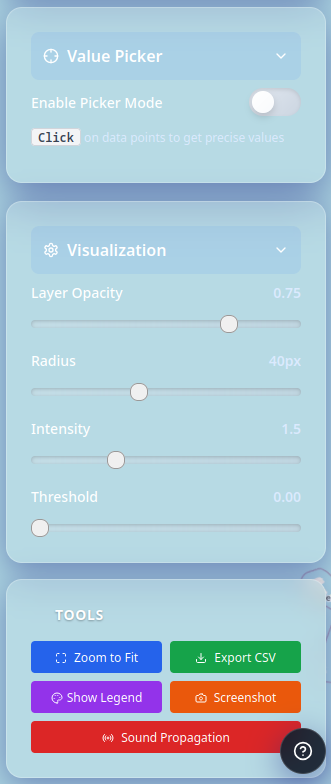 Value Picker
Enable Picker Mode
Click on data points to get precise values
Visualization
Layer Opacity 0.75
Radius 40px
Intensity 1.5
Threshold 0.00
TOOLS
Zoom to Fit Export CSV
Show Legend Screenshot
Sound Propagation